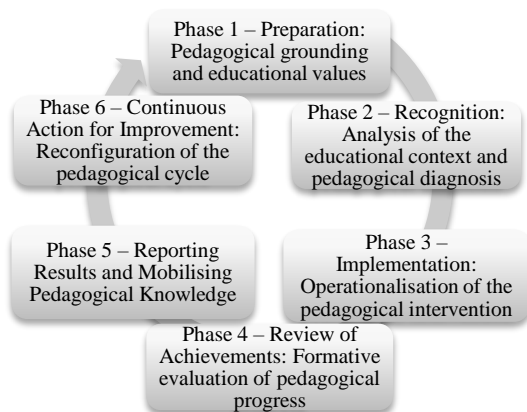 Phase 1 – Preparation:
Pedagogical grounding
and educational values
Phase 2 – Recognition:
Analysis of the
educational context and
pedagogical diagnosis
Phase 3 –
Implementation:
Operationalisation of the
pedagogical intervention
Phase 4 – Review of
Achievements: Formative
evaluation of pedagogical
progress
Phase 5 – Reporting
Results and Mobilising
Pedagogical Knowledge
Phase 6 – Continuous
Action for Improvement:
Reconfiguration of the
pedagogical cycle